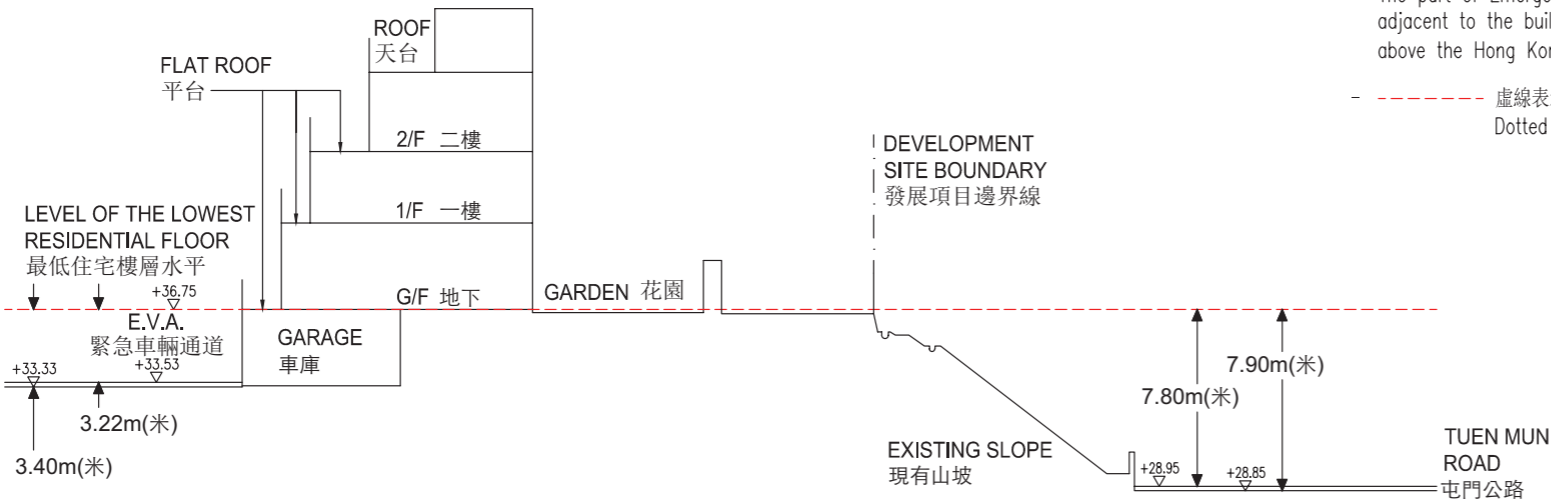 ROOF
天台
FLAT ROOF
平台
2/F 二樓
1/F 一樓
LEVEL OF THE LOWEST
RESIDENTIAL FLOOR
最低住宅樓層水平
+36.75
G/F 地下
GARDEN 花園
E.V.A.
緊急車輛通道
GARAGE
車庫
+33.33
+33.53
3.22m(米)
3.40m(米)
DEVELOPMENT
SITE BOUNDARY
發展項目邊界線
7.90m(米)
7.80m(米)
EXISTING SLOPE
現有山坡
+28.95
+28.85
TUEN MUN
ROAD
屯門公路
adjacent to the buil
above the Hong Kon
虛線表
Dotted